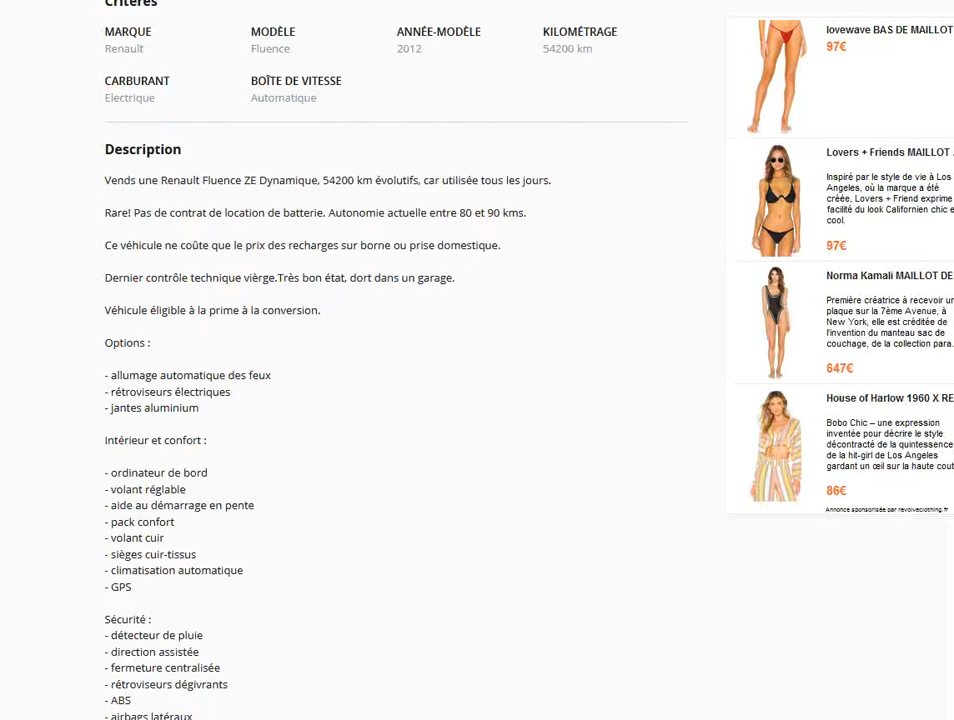 Critères
MARQUE
Renault
MODÈLE
Fluence
ANNÉE-MODÈLE
2012
KILOMÉTRAGE
54200 km
CARBURANT
Electrique
BOÎTE DE VITESSE
Automatique
Description
Vends une Renault Fluence ZE Dynamique, 54200 km évolutifs, car utilisée tous les jours.
Rare! Pas de contrat de location de batterie. Autonomie actuelle entre 80 et 90 kms.
Ce véhicule ne coûte que le prix des recharges sur borne ou prise domestique.
Dernier contrôle technique vièrge.Très bon état, dort dans un garage.
Véhicule éligible à la prime à la conversion.
Options :
- allumage automatique des feux
- rétroviseurs électriques
- jantes aluminium
Intérieur et confort :
- ordinateur de bord
- volant réglable
- aide au démarrage en pente
- pack confort
- volant cuir
- sièges cuir-tissus
- climatisation automatique
- GPS
Sécurité :
- détecteur de pluie
- direction assistée
- fermeture centralisée
- rétroviseurs dégivrants
- ABS
- airbags latéraux
lovewave BAS DE MAILLOT
97€
Lovers + Friends MAILLOT
Inspiré par le style de vie à Los
Angeles, où la marque a été
créée, Lovers + Friend exprime
facilité du look Californien chic e
cool.
97€
Norma Kamali MAILLOT DE
Première créatrice à recevoir un
plaque sur la 7ème Avenue, à
New York, elle est créditée de
l'invention du manteau sac de
couchage, de la collection para.
647€
House of Harlow 1960 X RE
Bobo Chic – une expression
inventée pour décrire le style
décontracté de la quintessence
de la hit-girl de Los Angeles
gardant un œil sur la haute cout
86€
Annonce sponsorisée par revolveclothing.fr